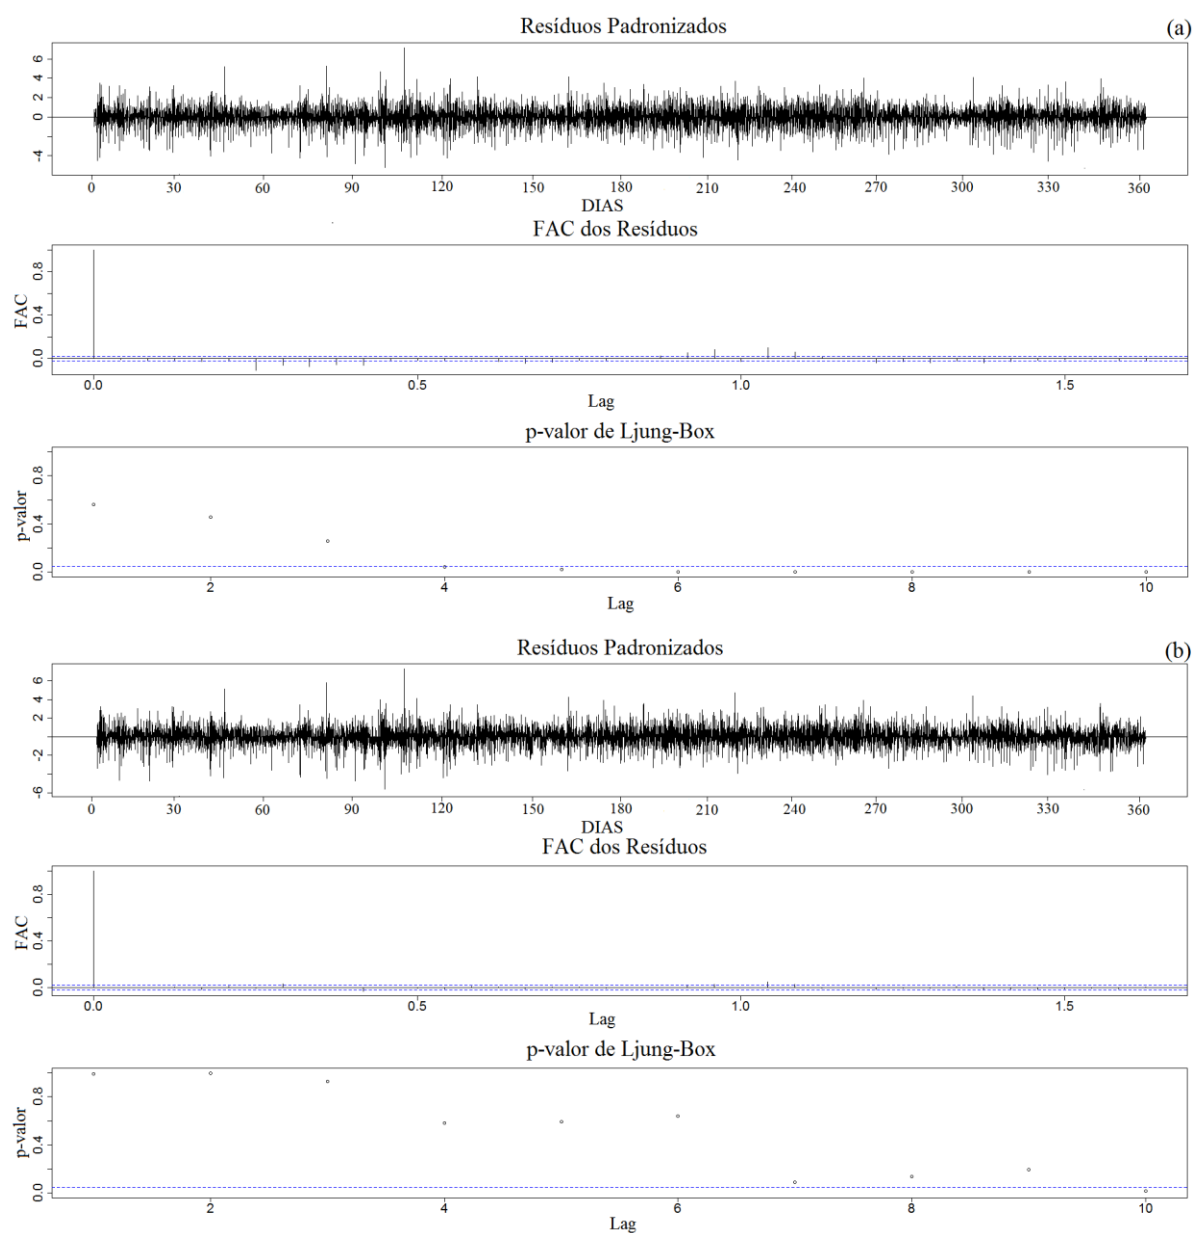 Resíduos Padronizados (a)
6
4
2
0
-4
0 30 60 90 120 150 180 210 240 270 300 330 360
DIAS
FAC dos Resíduos
FAC
0.8
0.4
0.0
0.0 0.5 1.0 1.5
Lag
p-valor de Ljung-Box
p-valor
0.8
0.4
0.0
2 4 6 8 10
Lag
Resíduos Padronizados (b)
6
4
2
0
-2
-6
0 30 60 90 120 150 180 210 240 270 300 330 360
DIAS
FAC dos Resíduos
FAC
0.8
0.4
0.0
0.0 0.5 1.0 1.5
Lag
p-valor de Ljung-Box
p-valor
0.8
0.4
0.0
2 4 6 8 10
Lag